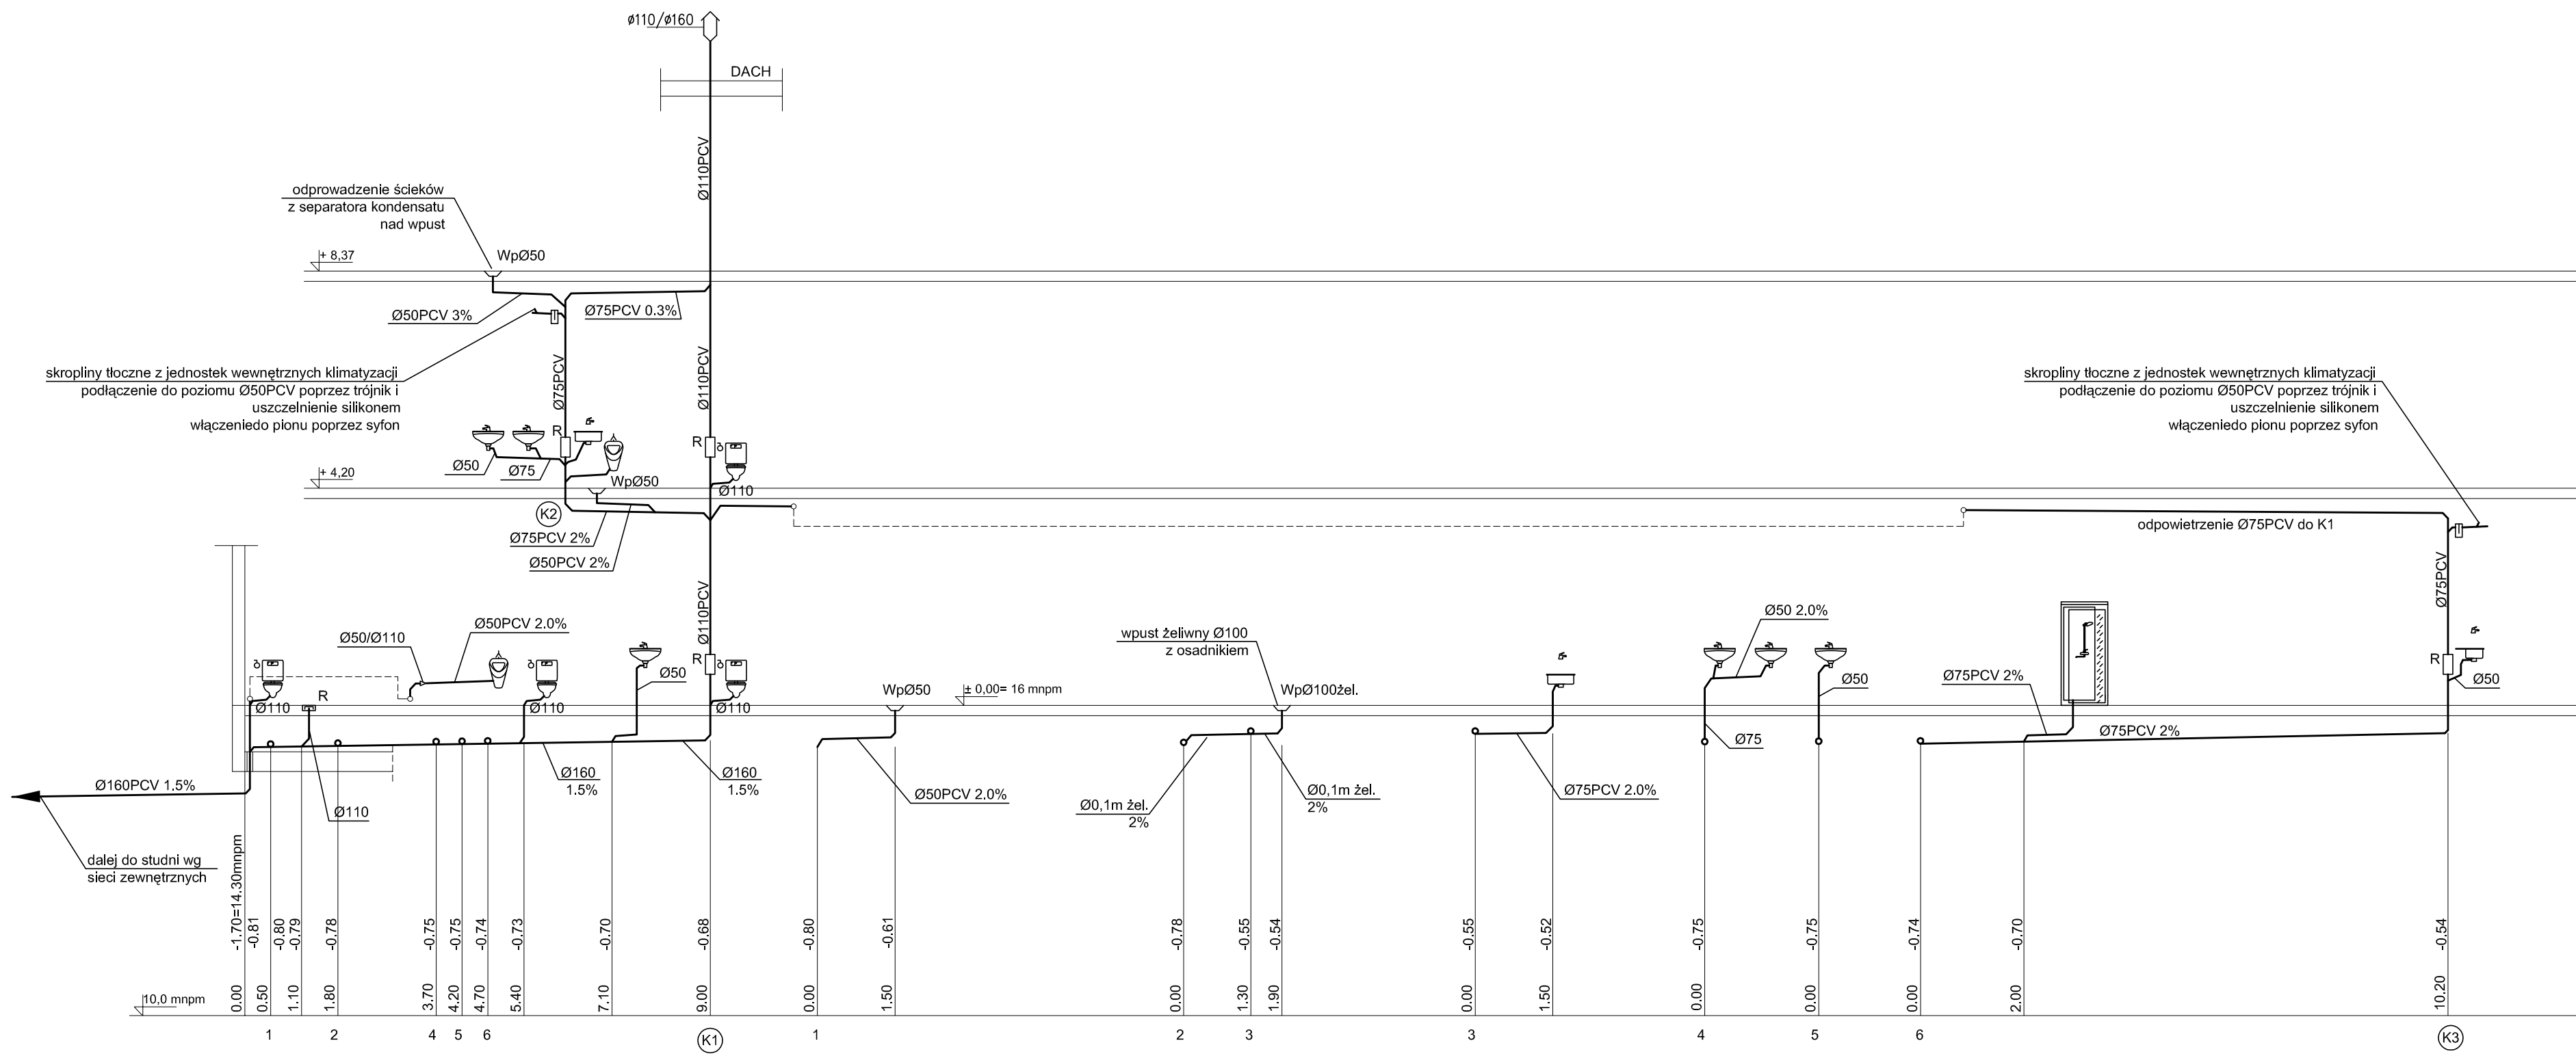 ø110/ø160
DACH
Ø110PCV
odprowadzenie ścieków
z separatora kondensatu
nad wpust
+ 8,37
WpØ50
Ø50PCV 3%
Ø75PCV 0.3%
skropliny tłoczne z jednostek wewnętrznych klimatyzacji
podłączenie do poziomu Ø50PCV poprzez trójnik i
uszczelnienie silikonem
włączeniedo pionu poprzez syfon
Ø75PCV
Ø110PCV
skropliny tłoczne z jednostek wewnętrznych klimatyzacji
podłączenie do poziomu Ø50PCV poprzez trójnik i
uszczelnienie silikonem
włączeniedo pionu poprzez syfon
R
R
Ø50
Ø75
+ 4,20
WpØ50
Ø110
K2
Ø75PCV 2%
Ø50PCV 2%
odpowietrzenie Ø75PCV do K1
Ø75PCV
Ø110PCV
Ø50/Ø110
Ø50PCV 2.0%
wpust żeliwny Ø100
z osadnikiem
Ø50 2.0%
R
R
Ø50
Ø50
Ø75PCV 2%
Ø50
R
Ø110
Ø110
Ø110
WpØ50
± 0,00= 16 mnpm
WpØ100żel.
Ø75
Ø75PCV 2%
Ø160PCV 1.5%
Ø110
Ø160
1.5%
Ø160
1.5%
Ø50PCV 2.0%
Ø0,1m żel.
2%
Ø0,1m żel.
2%
Ø75PCV 2.0%
dalej do studni wg
sieci zewnętrznych
-1.70=14.30mnpm
-0.81
-0.80
-0.79
-0.78
-0.75
-0.75
-0.74
-0.73
-0.70
-0.68
-0.80
-0.61
-0.78
-0.55
-0.54
-0.55
-0.52
-0.75
-0.75
-0.74
-0.70
-0.54
10,0 mnpm
0.00
0.50
1.10
1.80
3.70
4.20
4.70
5.40
7.10
9.00
0.00
1.50
0.00
1.30
1.90
0.00
1.50
0.00
0.00
0.00
2.00
10.20
1
2
4
5
6
K1
1
2
3
3
4
5
6
K3